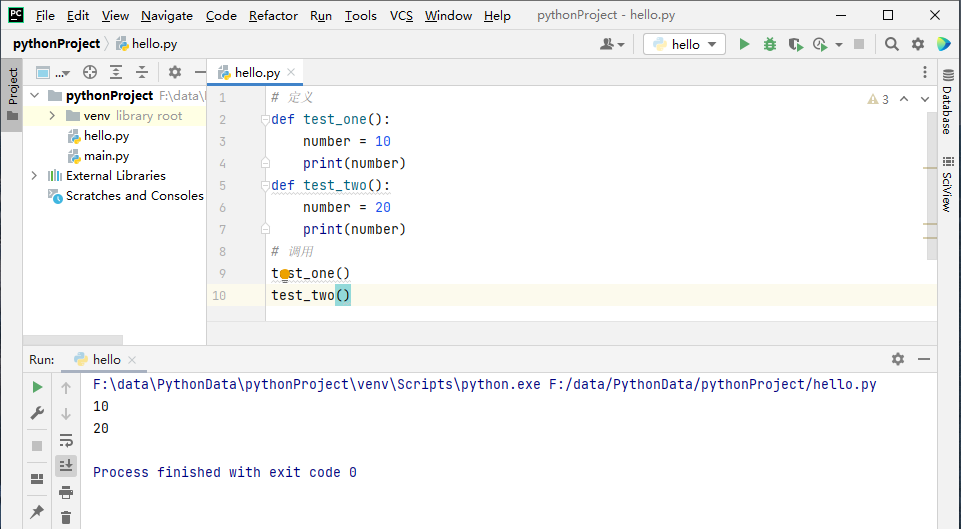 PC File Edit View Navigate Code Refactor Run Tools VCS Window Help pythonProject - hello.py
pythonProject hello.py hello
Project
... hello.py
pythonProject F:\data\
venv library root
hello.py
main.py
External Libraries
Scratches and Consoles
1 # 定义
2 def test_one():
3 number = 10
4 print(number)
5 def test_two():
6 number = 20
7 print(number)
8 # 调用
9 test_one()
10 test_two()
3
Database
SciView
Run: hello
F:\data\PythonData\pythonProject\venv\Scripts\python.exe F:/data/PythonData/pythonProject/hello.py
10
20
Process finished with exit code 0